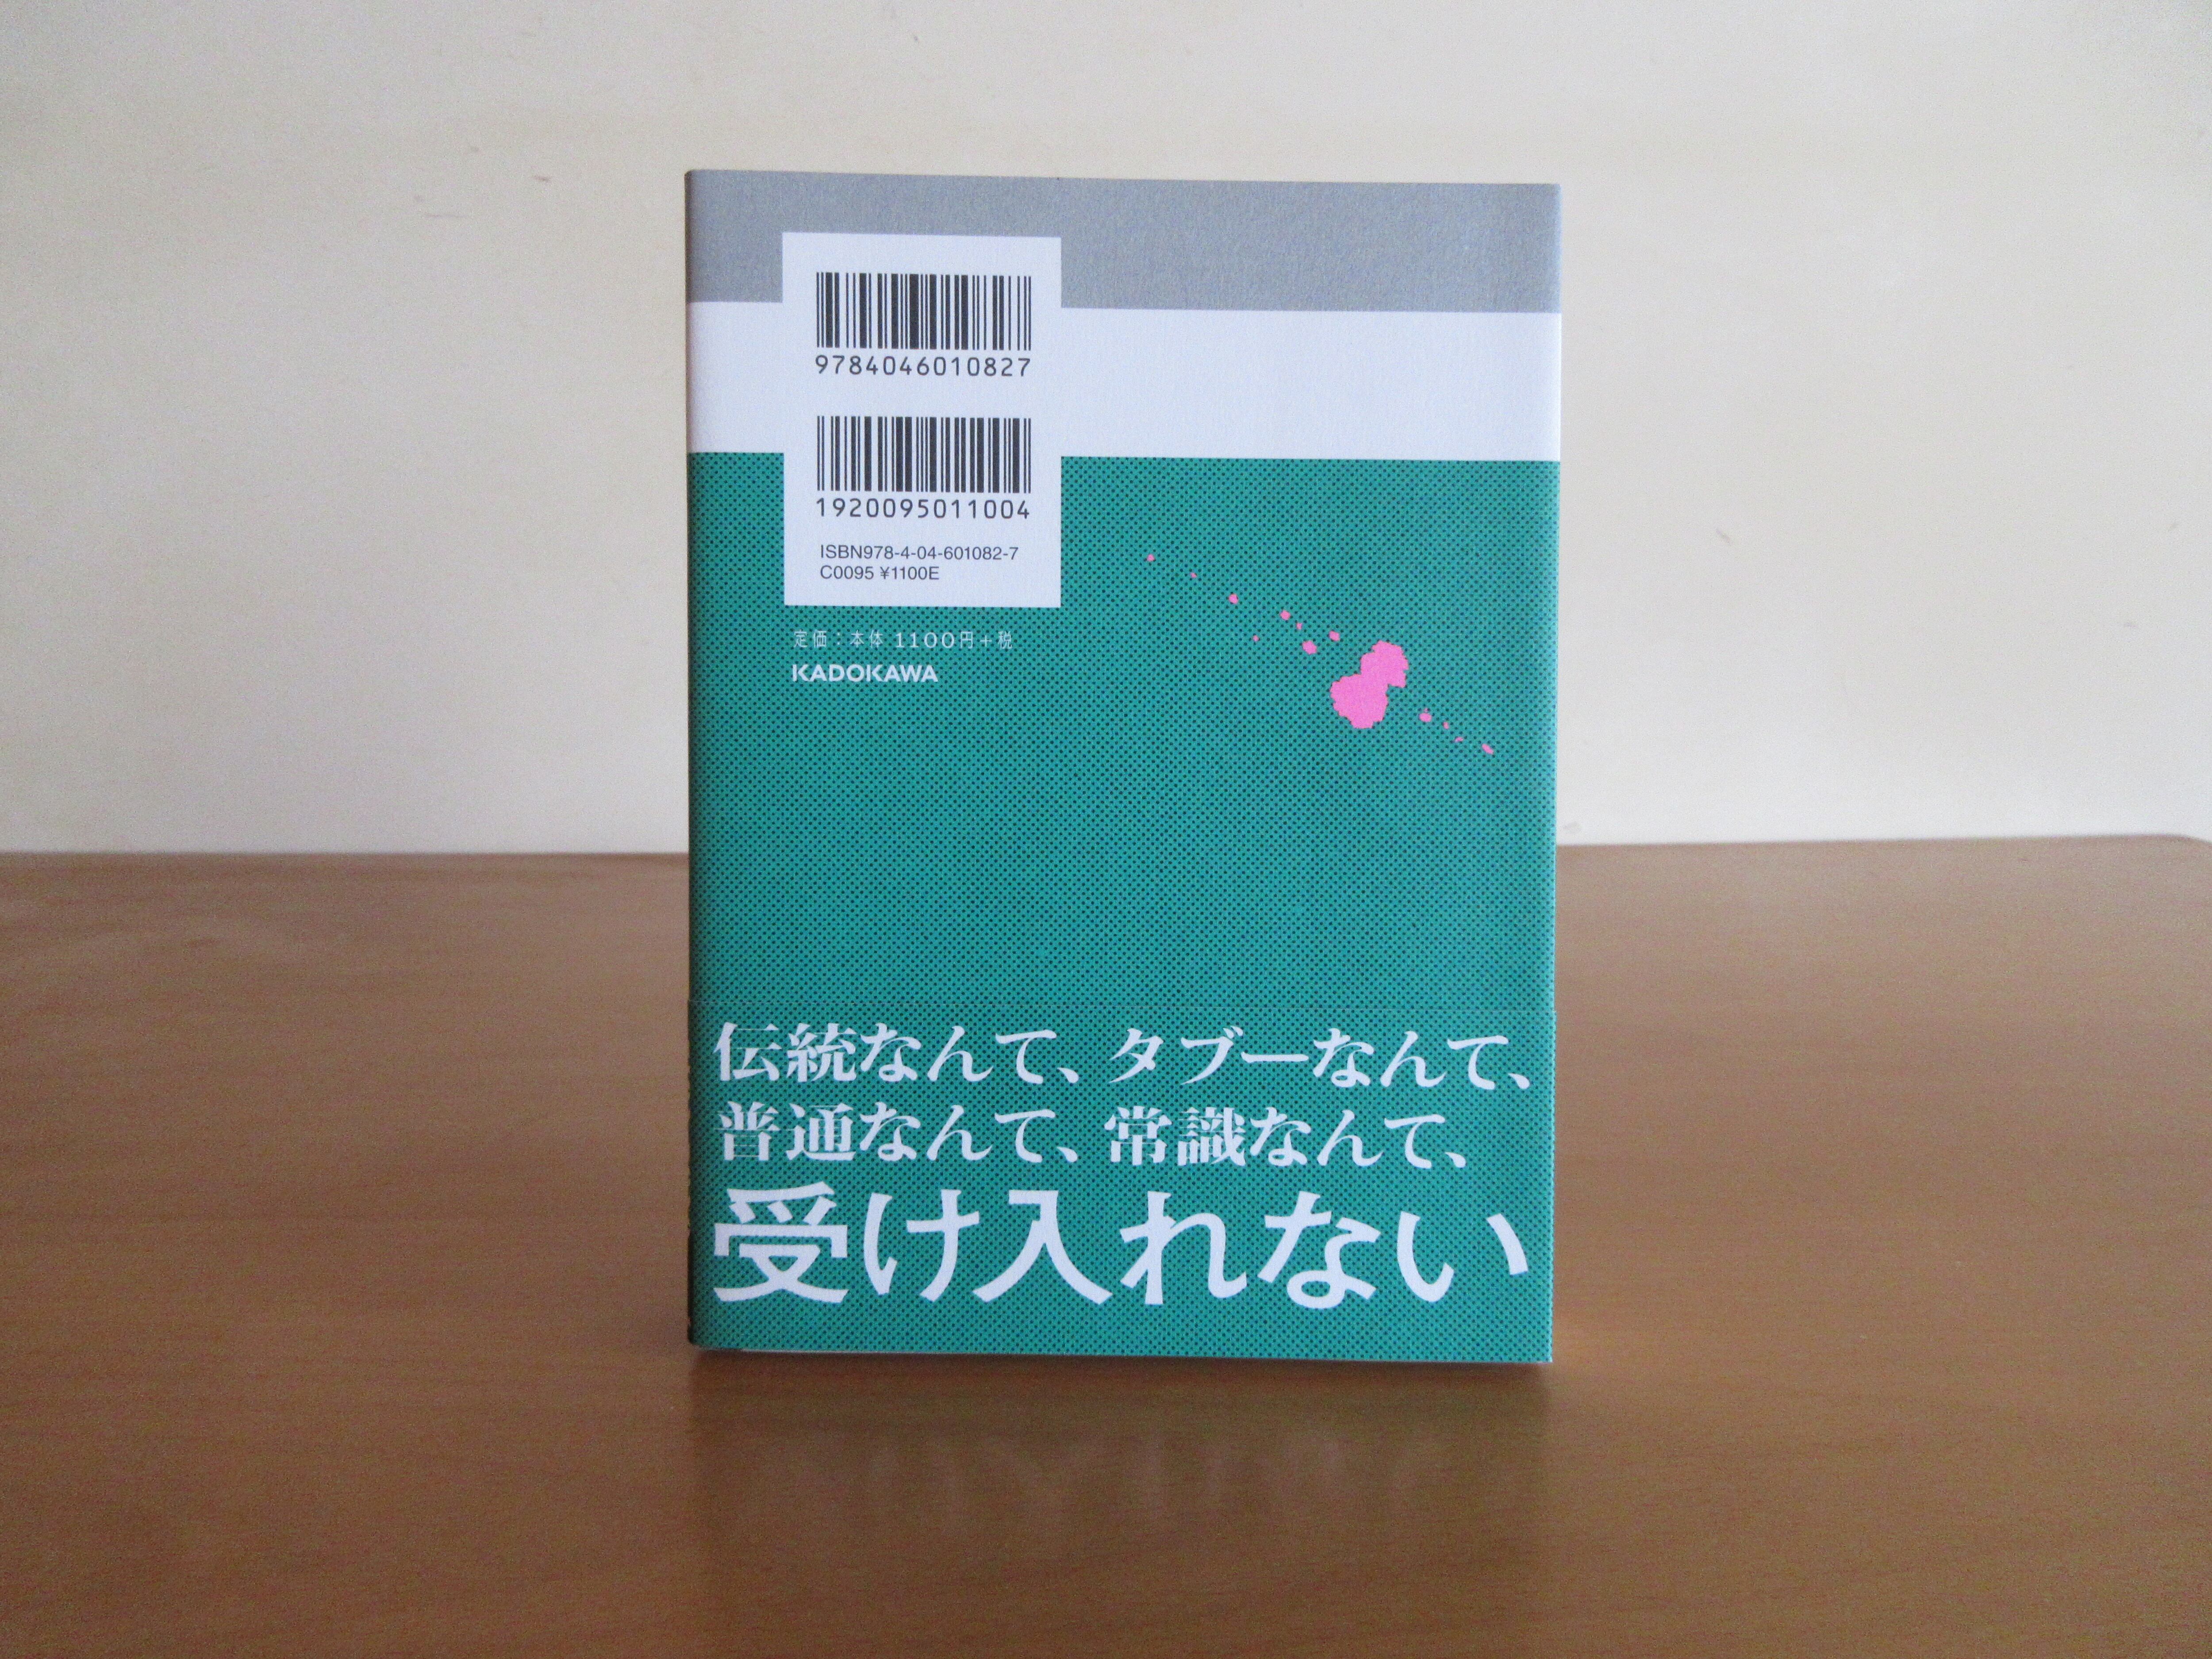 9784046010827
1920095011004
ISBN978-4-04-601082-7
C0095 ¥1100E
定価：本体 1100円＋税
KADOKAWA
伝統なんて、タブーなんて、
普通なんて、常識なんて、
受け入れない